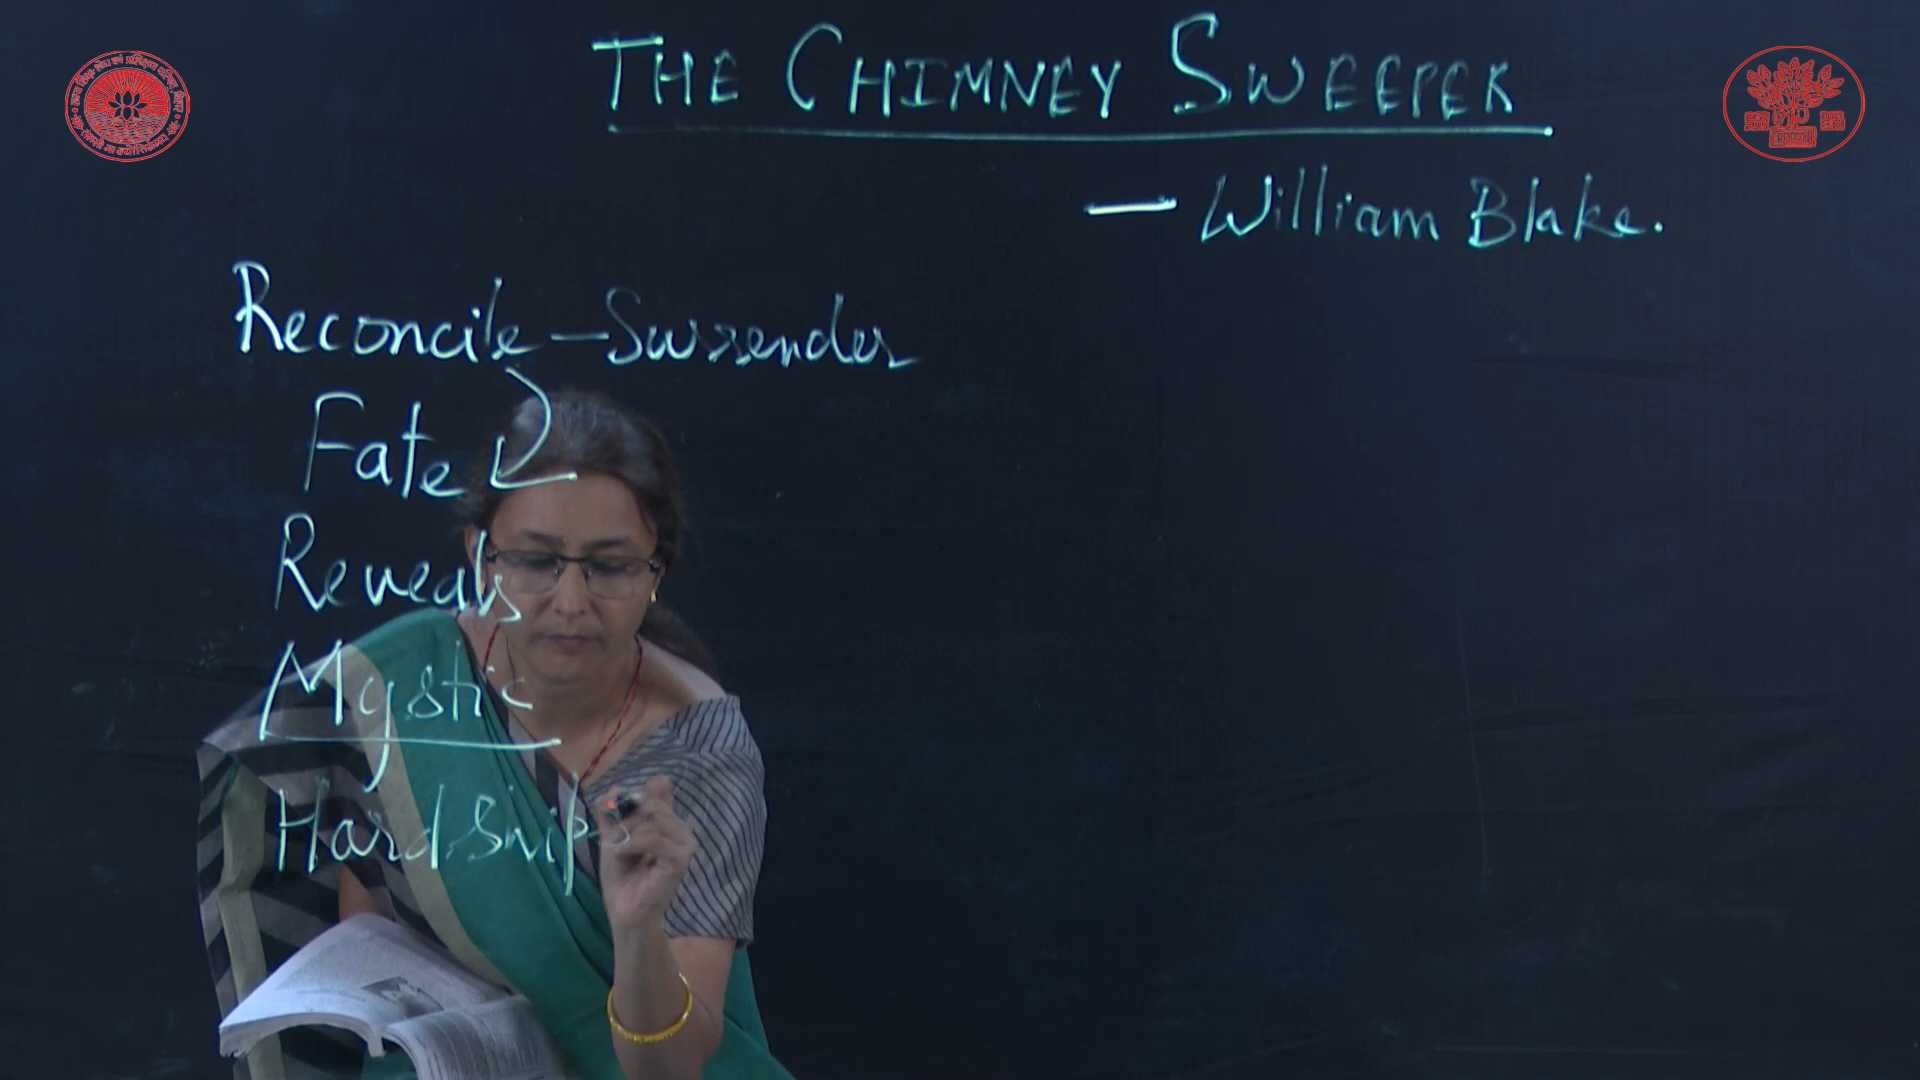 THE CHIMNEY SWEEPER
— William Blake.
Reconcile — Surrender
Fate
Reveals
Mystic
Hardships